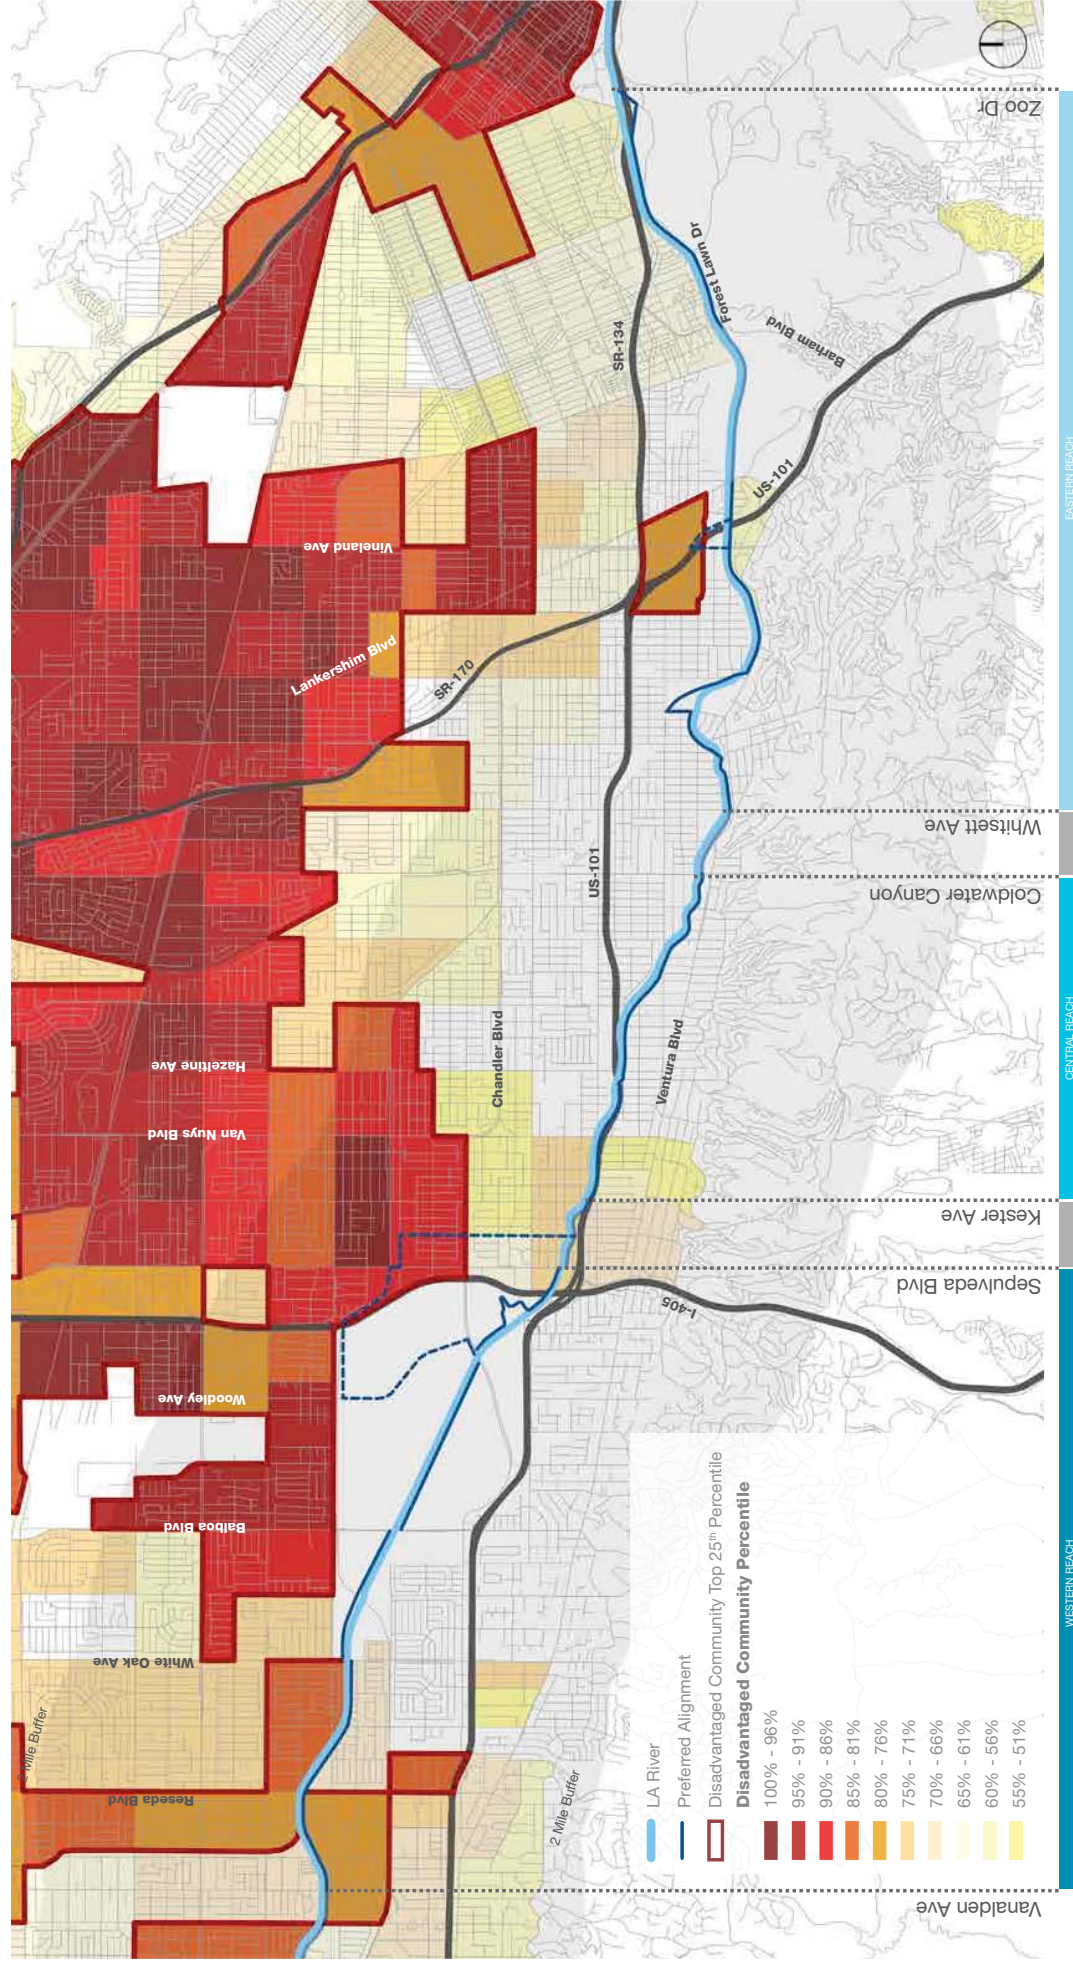 Zoo Dr
Forest Lawn Dr
SR-134
Barham Blvd
US-101
Vineland Ave
Lankershim Blvd
SR-170
Whitsett Ave
US-101
Coldwater Canyon
Chandler Blvd
Ventura Blvd
Hazeltine Ave
Van Nuys Blvd
Kester Ave
Sepulveda Blvd
I-405
Woodley Ave
Balboa Blvd
White Oak Ave
2 Mile Buffer
Reseda Blvd
2 Mile Buffer
Vanalden Ave
LA River
Preferred Alignment
Disadvantaged Community Top 25th Percentile
Disadvantaged Community Percentile
100% - 96%
95% - 91%
90% - 86%
85% - 81%
80% - 76%
75% - 71%
70% - 66%
65% - 61%
60% - 56%
55% - 51%
EASTERN REACH
CENTRAL REACH
WESTERN REACH